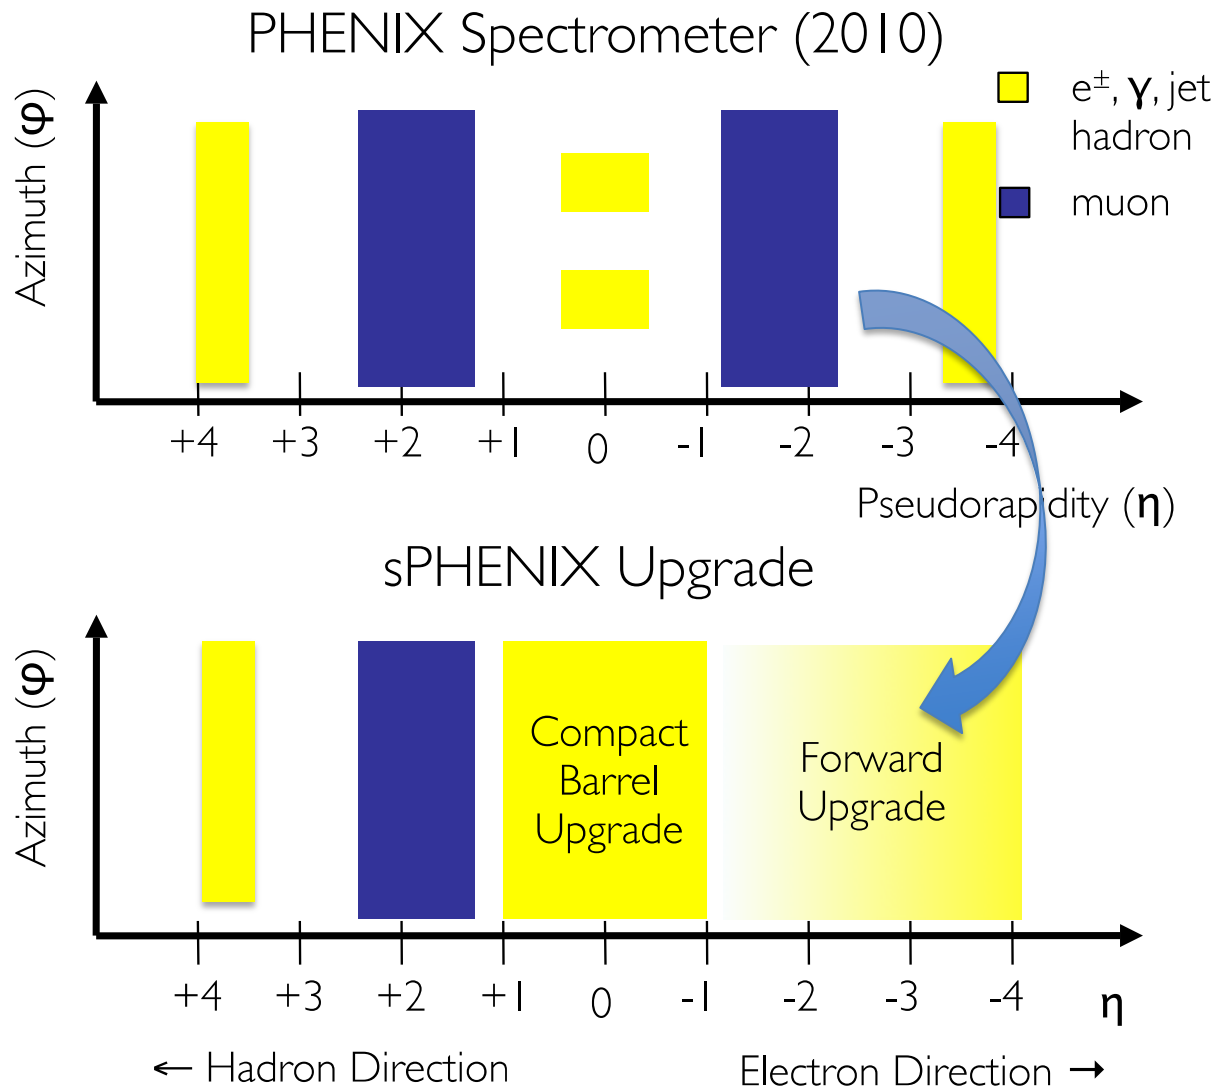 PHENIX Spectrometer (2010)
e±, γ, jet
hadron
muon
Azimuth (φ)
+4 +3 +2 +1 0 -1 -2 -3 -4
Pseudorapidity (η)
sPHENIX Upgrade
Azimuth (φ)
Compact
Barrel
Upgrade
Forward
Upgrade
+4 +3 +2 +1 0 -1 -2 -3 -4 η
← Hadron Direction
Electron Direction →